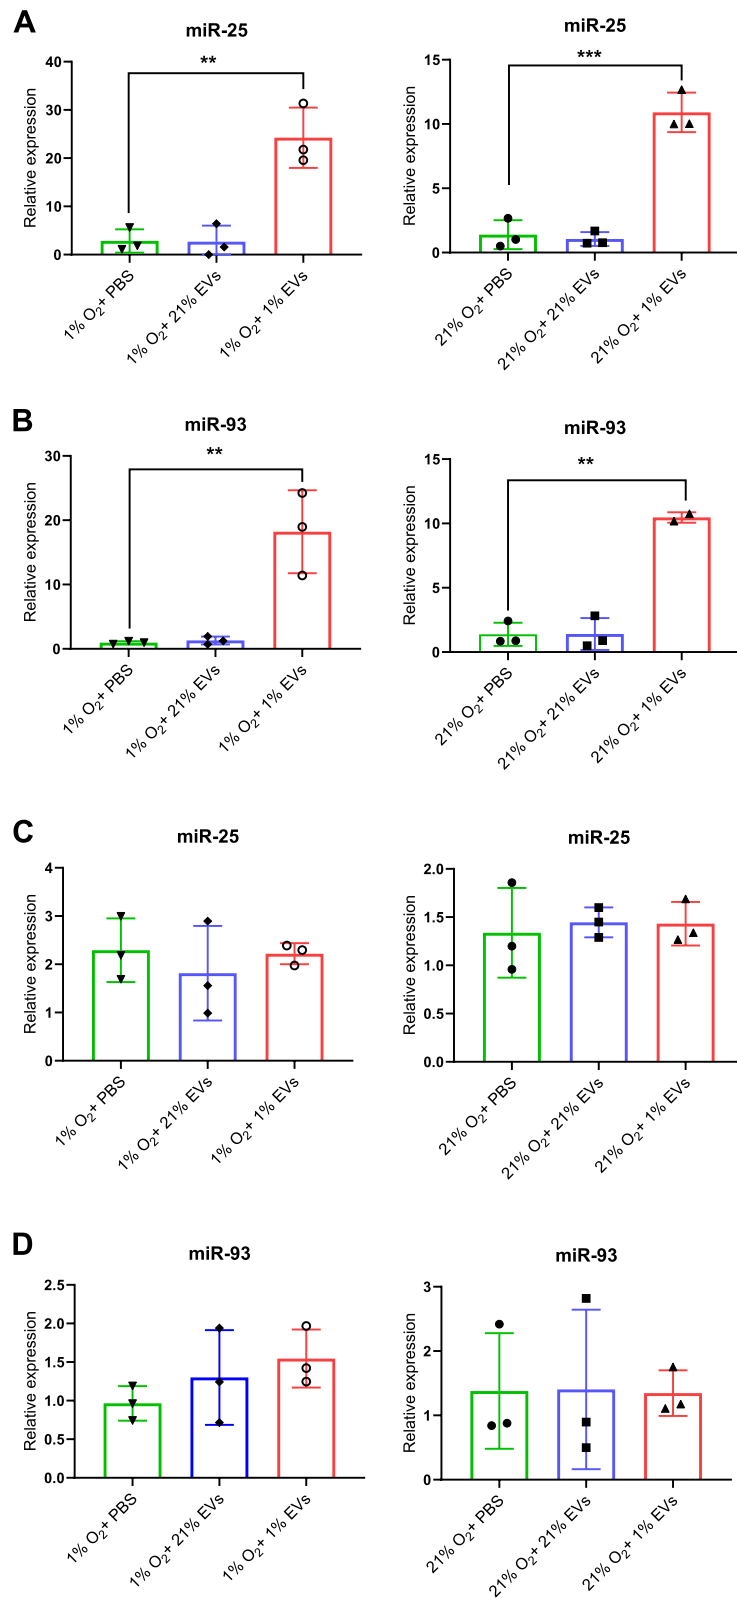 A
miR-25
**
Relative expression
40
30
20
10
0
1% O2+ PBS
1% O2+ 21% EVs
1% O2+ 1% EVs
miR-25
***
Relative expression
15
10
5
0
21% O2+ PBS
21% O2+ 21% EVs
21% O2+ 1% EVs
B
miR-93
**
Relative expression
30
20
10
0
1% O2+ PBS
1% O2+ 21% EVs
1% O2+ 1% EVs
miR-93
**
Relative expression
15
10
5
0
21% O2+ PBS
21% O2+ 21% EVs
21% O2+ 1% EVs
C
miR-25
Relative expression
4
3
2
1
0
1% O2+ PBS
1% O2+ 21% EVs
1% O2+ 1% EVs
miR-25
Relative expression
2.0
1.5
1.0
0.5
0.0
21% O2+ PBS
21% O2+ 21% EVs
21% O2+ 1% EVs
D
miR-93
Relative expression
2.5
2.0
1.5
1.0
0.5
0.0
1% O2+ PBS
1% O2+ 21% EVs
1% O2+ 1% EVs
miR-93
Relative expression
3
2
1
0
21% O2+ PBS
21% O2+ 21% EVs
21% O2+ 1% EVs